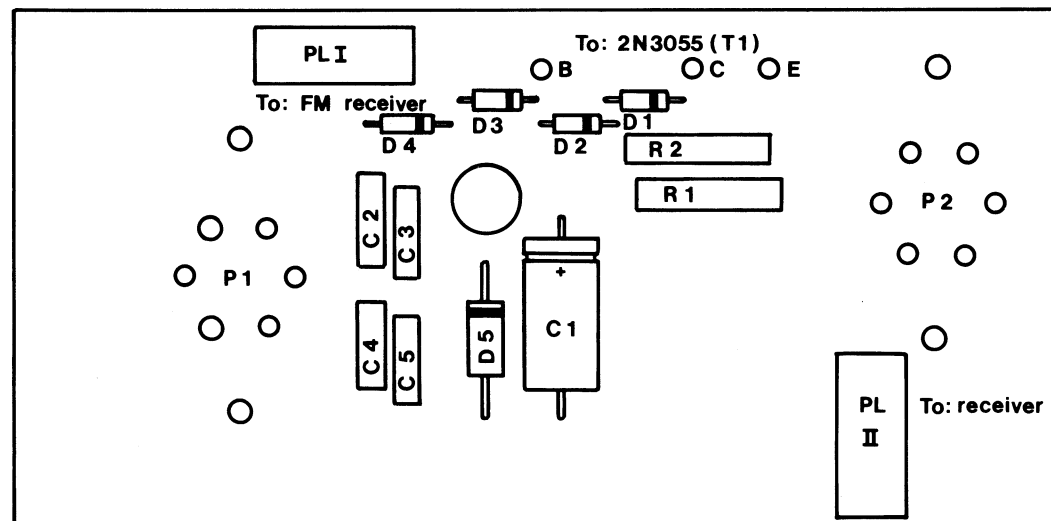 PL I
To: 2N3055 (T1)
B
C
E
To: FM receiver
D3
D1
D4
D2
R2
R1
C2
C3
P2
P1
C4
C5
D5
+
C1
PL
II
To: receiver